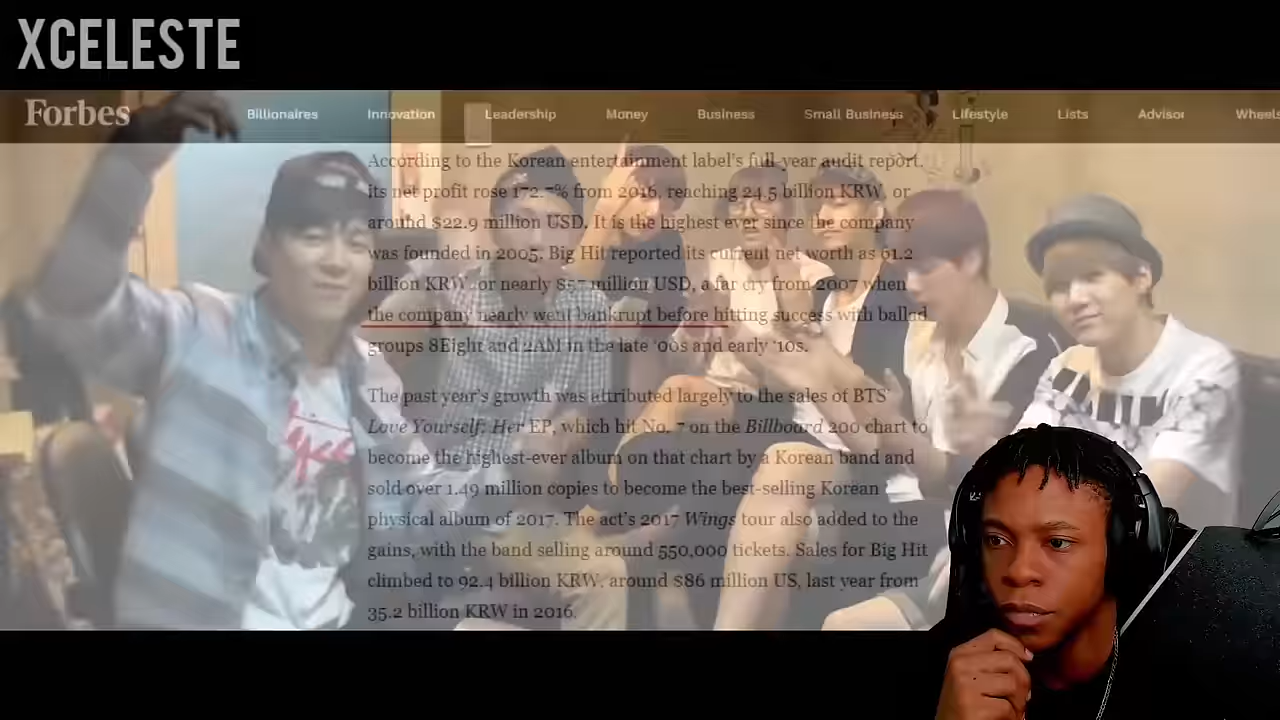 XCELESTE
Forbes Billionaires Innovation Leadership Money Business Small Business Lifestyle Lists Advisor Wheels
According to the Korean entertainment label's full-year audit report,
its net profit rose 172.7% from 2016, reaching 24.5 billion KRW, or
around $22.9 million USD. It is the highest ever since the company
was founded in 2005. Big Hit reported its current net worth as 61.2
billion KRW, or nearly $57 million USD, a far cry from 2007 when
the company nearly went bankrupt before hitting success with ballad
groups 8Eight and 2AM in the late '00s and early '10s.
The past year's growth was attributed largely to the sales of BTS'
Love Yourself: Her EP, which hit No. 7 on the Billboard 200 chart to
become the highest-ever album on that chart by a Korean band and
sold over 1.49 million copies to become the best-selling Korean
physical album of 2017. The act's 2017 Wings tour also added to the
gains, with the band selling around 550,000 tickets. Sales for Big Hit
climbed to 92.4 billion KRW, around $86 million US, last year from
35.2 billion KRW in 2016.